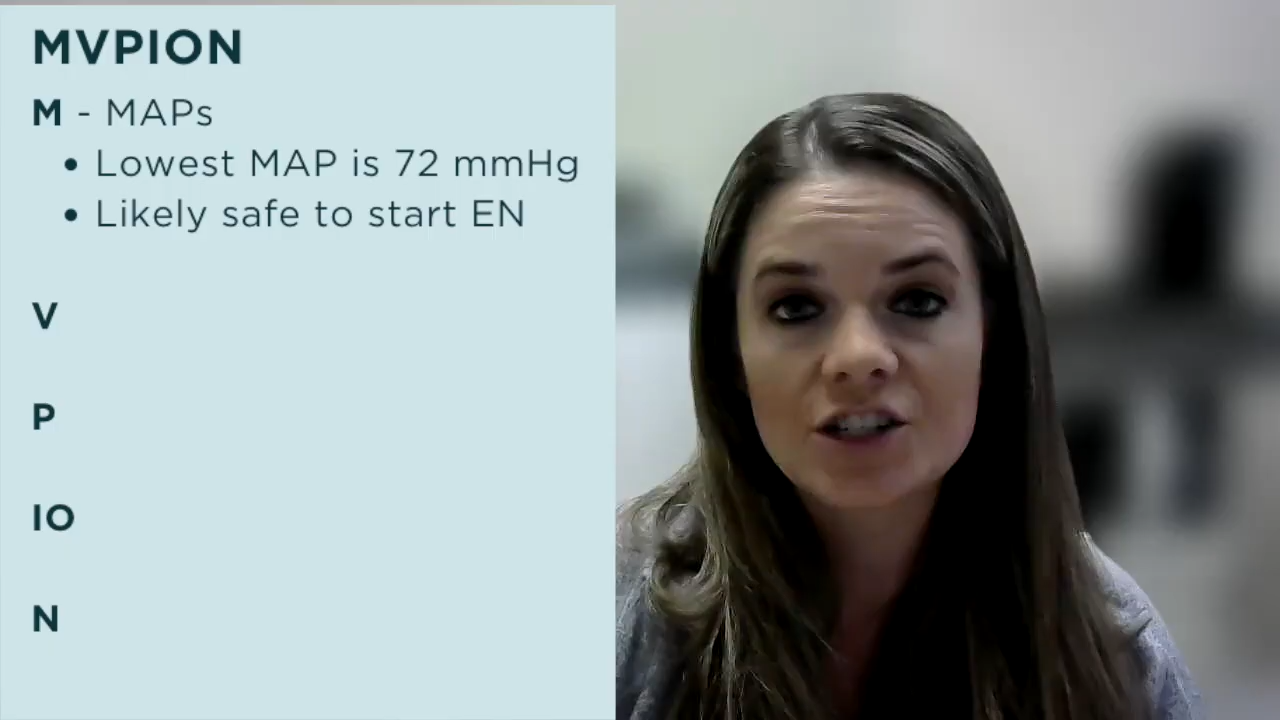 MVPION
M - MAPs
• Lowest MAP is 72 mmHg
• Likely safe to start EN
V
P
IO
N